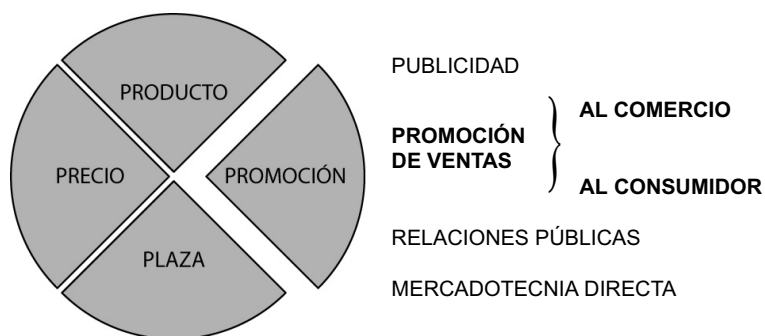 PRODUCTO
PRECIO
PROMOCIÓN
PLAZA
PUBLICIDAD
PROMOCIÓN
DE VENTAS
AL COMERCIO
AL CONSUMIDOR
RELACIONES PÚBLICAS
MERCADOTECNIA DIRECTA